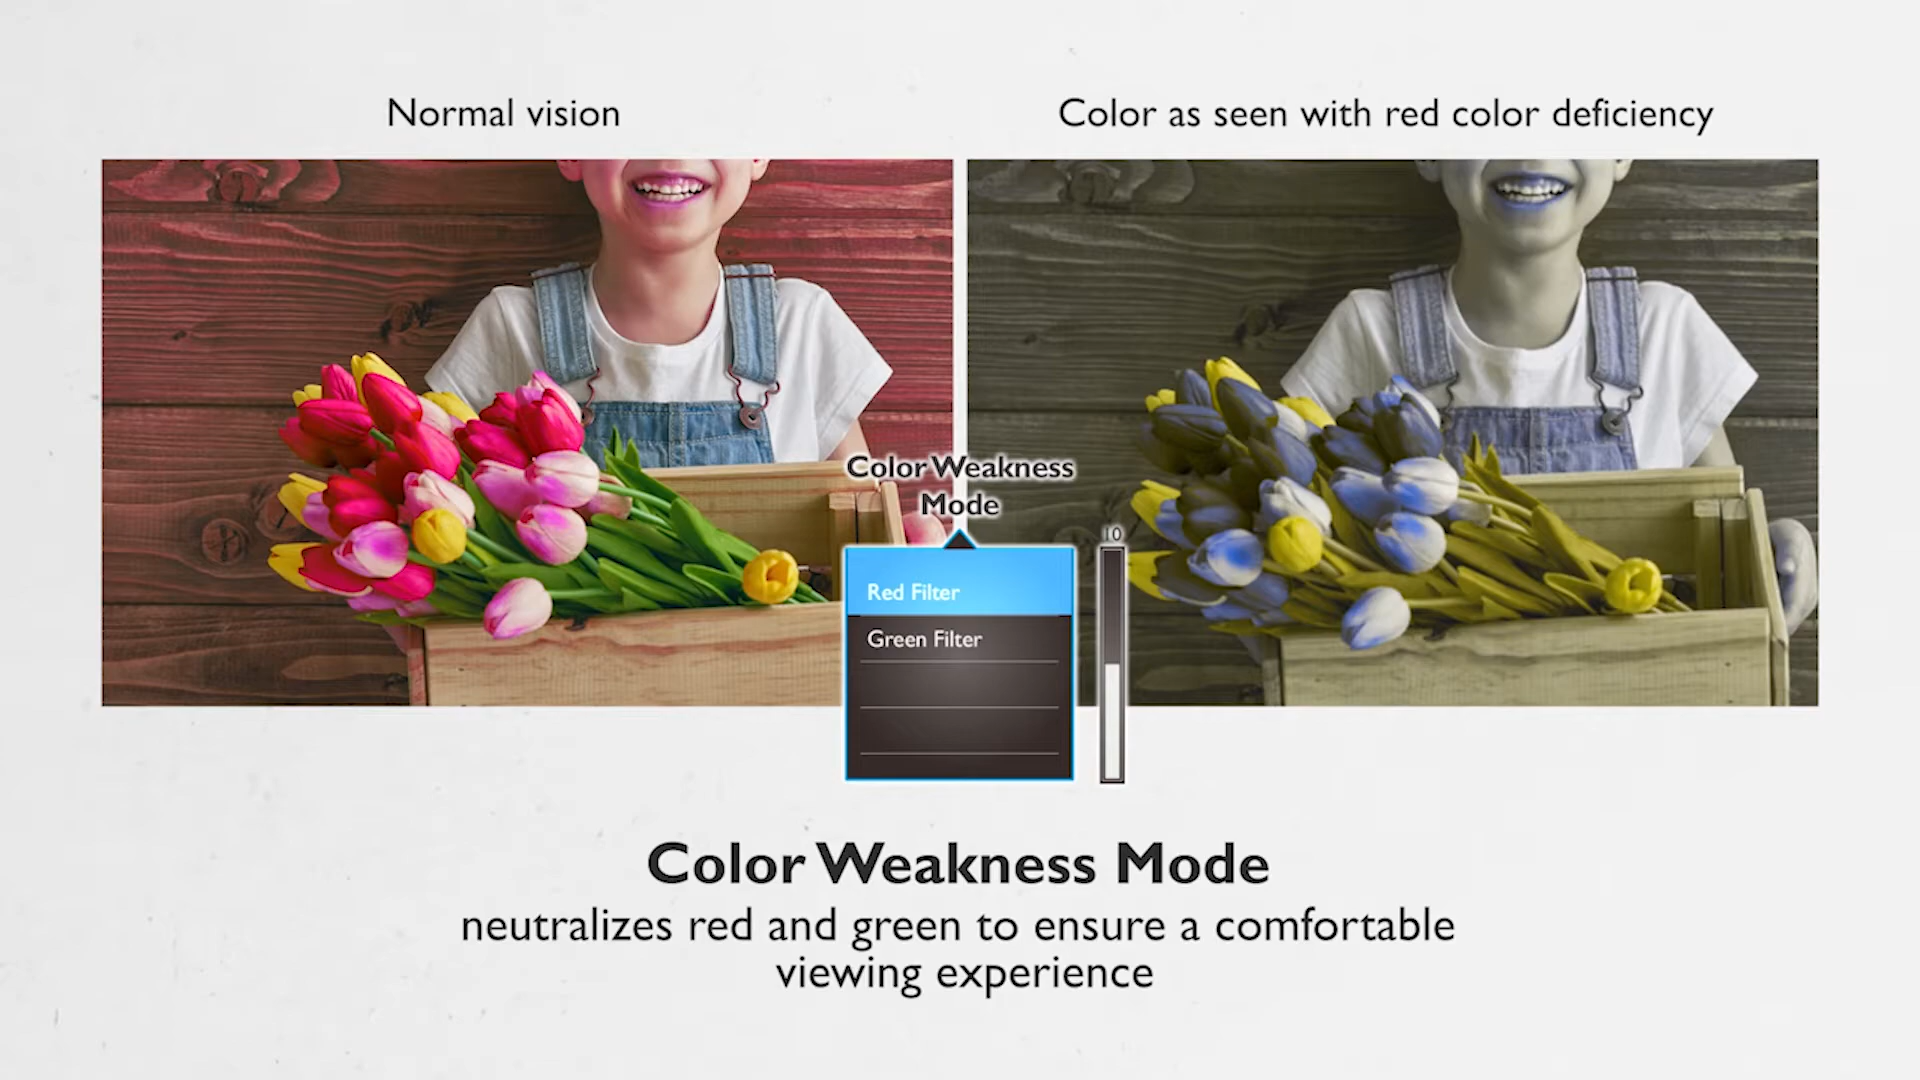 Normal vision
Color as seen with red color deficiency
Color Weakness
Mode
10
Red Filter
Green Filter
Color Weakness Mode
neutralizes red and green to ensure a comfortable
viewing experience